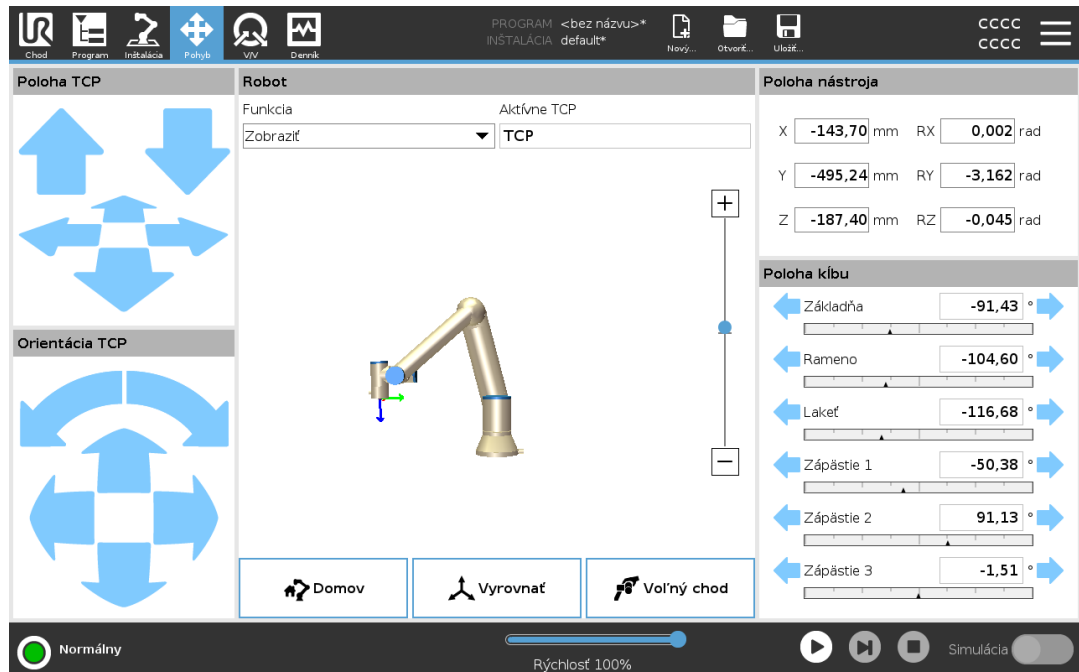 PROGRAM <bez názvu>*
INŠTALÁCIA default*
Chod Program Inštalácia Pohyb V/V Denník Nový... Otvoriť... Uložiť...
CCCC
CCCC
Poloha TCP
Orientácia TCP
Robot
Funkcia Aktívne TCP
Zobraziť TCP
Domov Vyrovnať Voľný chod
Poloha nástroja
X -143,70 mm RX 0,002 rad
Y -495,24 mm RY -3,162 rad
Z -187,40 mm RZ -0,045 rad
Poloha kĺbu
Základňa -91,43 °
Rameno -104,60 °
Lakeť -116,68 °
Zápästie 1 -50,38 °
Zápästie 2 91,13 °
Zápästie 3 -1,51 °
Normálny
Rýchlosť 100%
Simulácia